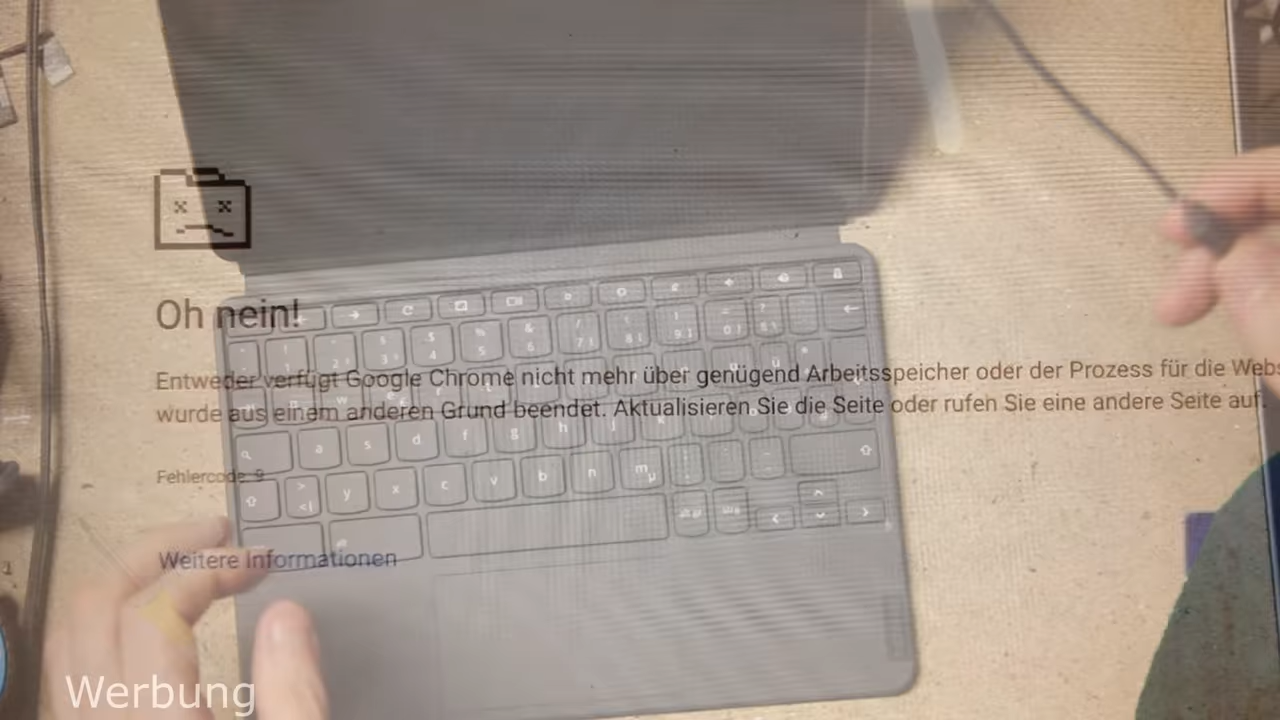 Oh nein!
Entweder verfügt Google Chrome nicht mehr über genügend Arbeitsspeicher oder der Prozess für die Webs
wurde aus einem anderen Grund beendet. Aktualisieren Sie die Seite oder rufen Sie eine andere Seite auf.
a s d f g h j k
Fehlercode: 9
y x c v b n m µ
Weitere Informationen
Werbung